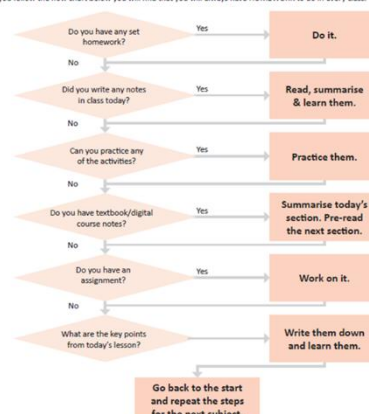 Do you have any set
homework?
Yes
Do it.
No
Did you write any notes
in class today?
Yes
Read, summarise
& learn them.
No
Can you practice any
of the activities?
Yes
Practice them.
No
Do you have textbook/digital
course notes?
Yes
Summarise today's
section. Pre-read
the next section.
No
Do you have an
assignment?
Yes
Work on it.
No
What are the key points
from today's lesson?
Write them down
and learn them.
Go back to the start
and repeat the steps
for the next subject